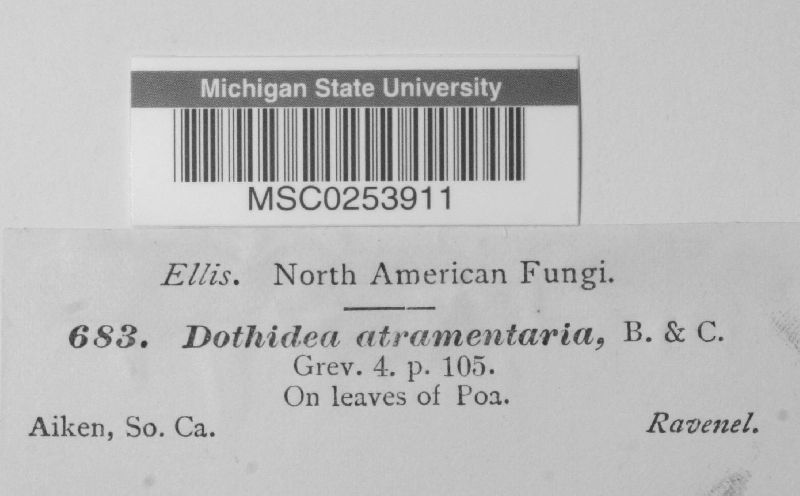 Michigan State University
MSC0253911
Ellis. North American Fungi.
683. Dothidea atramentaria, B. & C.
Grev. 4. p. 105.
On leaves of Poa.
Aiken, So. Ca. Ravenel.